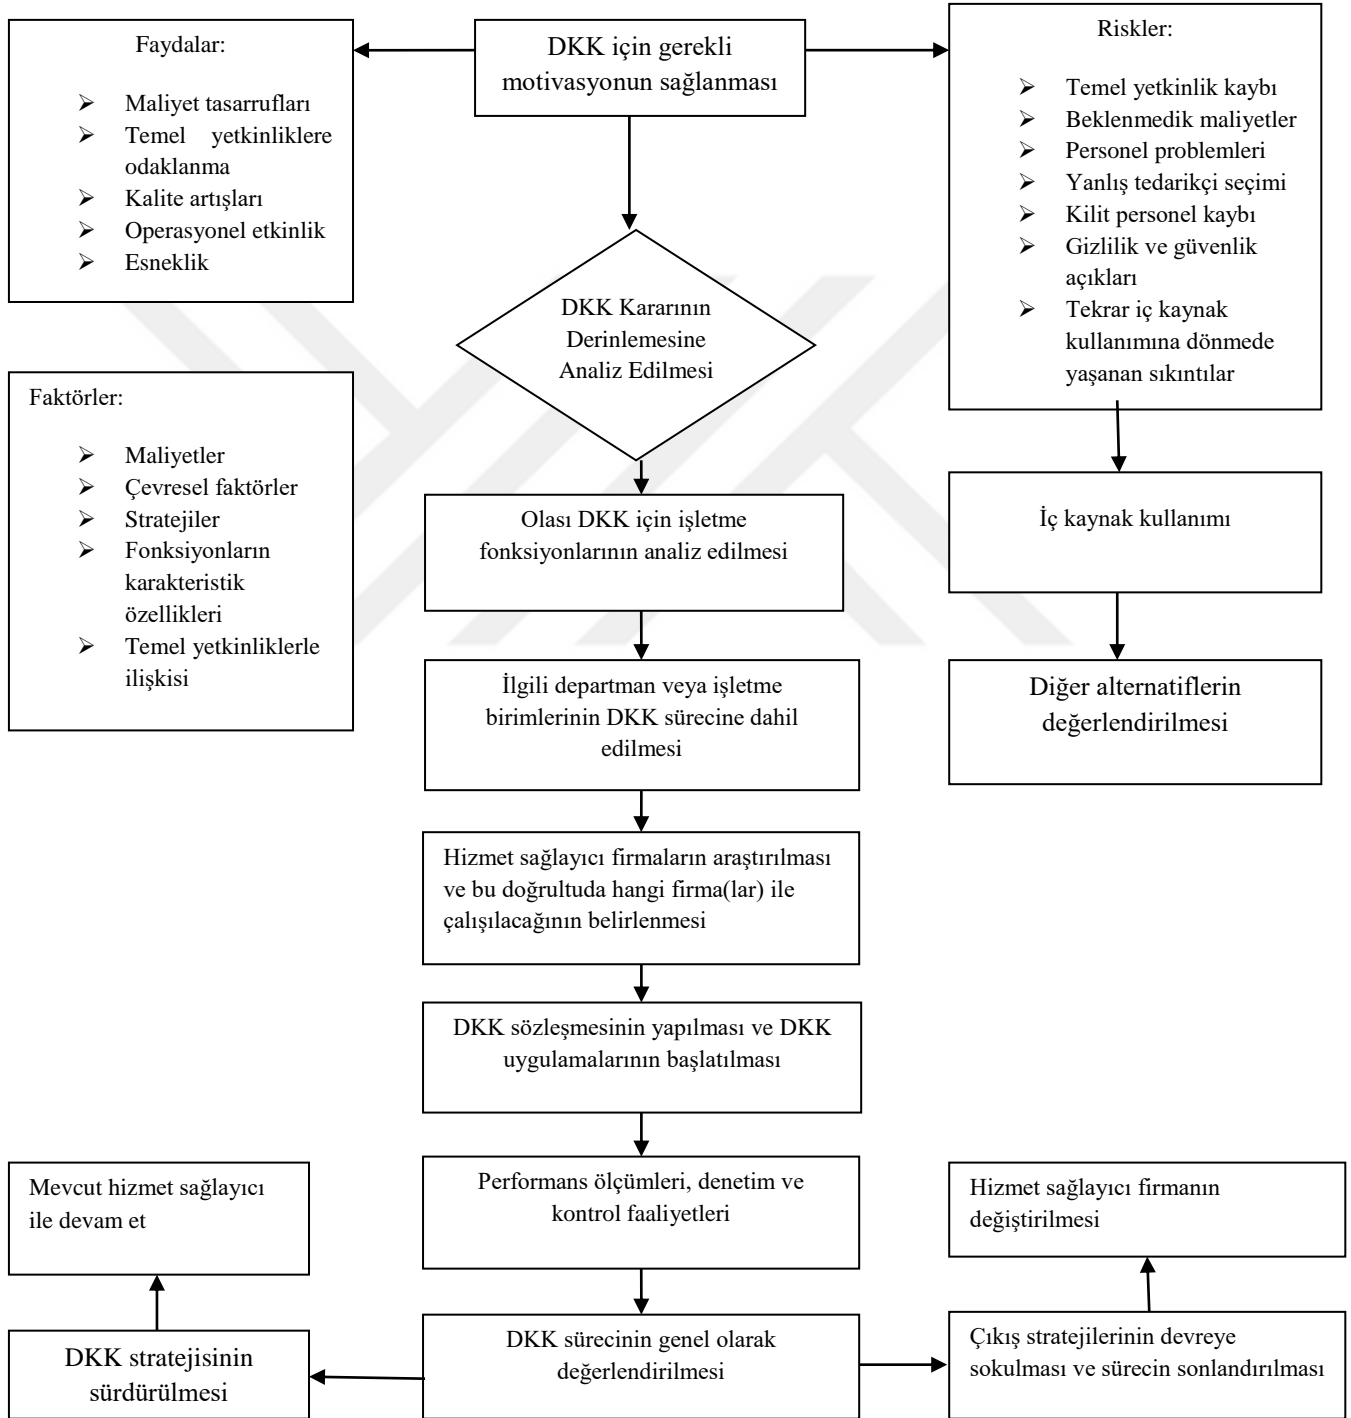 Faydalar:
➢ Maliyet tasarrufları
➢ Temel yetkinliklere
odaklanma
➢ Kalite artışları
➢ Operasyonel etkinlik
➢ Esneklik
DKK için gerekli
motivasyonun sağlanması
Riskler:
➢ Temel yetkinlik kaybı
➢ Beklenmedik maliyetler
➢ Personel problemleri
➢ Yanlış tedarikçi seçimi
➢ Kilit personel kaybı
➢ Gizlilik ve güvenlik
açıkları
➢ Tekrar iç kaynak
kullanımına dönmede
yaşanan sıkıntılar
DKK Kararının
Derinlemesine
Analiz Edilmesi
Faktörler:
➢ Maliyetler
➢ Çevresel faktörler
➢ Stratejiler
➢ Fonksiyonların
karakteristik
özellikleri
➢ Temel yetkinliklerle
ilişkisi
Olası DKK için işletme
fonksiyonlarının analiz edilmesi
İç kaynak kullanımı
İlgili departman veya işletme
birimlerinin DKK sürecine dahil
edilmesi
Diğer alternatiflerin
değerlendirilmesi
Hizmet sağlayıcı firmaların araştırılması
ve bu doğrultuda hangi firma(lar) ile
çalışılacağının belirlenmesi
DKK sözleşmesinin yapılması ve DKK
uygulamalarının başlatılması
Performans ölçümleri, denetim ve
kontrol faaliyetleri
Mevcut hizmet sağlayıcı
ile devam et
Hizmet sağlayıcı firmanın
değiştirilmesi
DKK stratejisinin
sürdürülmesi
DKK sürecinin genel olarak
değerlendirilmesi
Çıkış stratejilerinin devreye
sokulması ve sürecin sonlandırılması